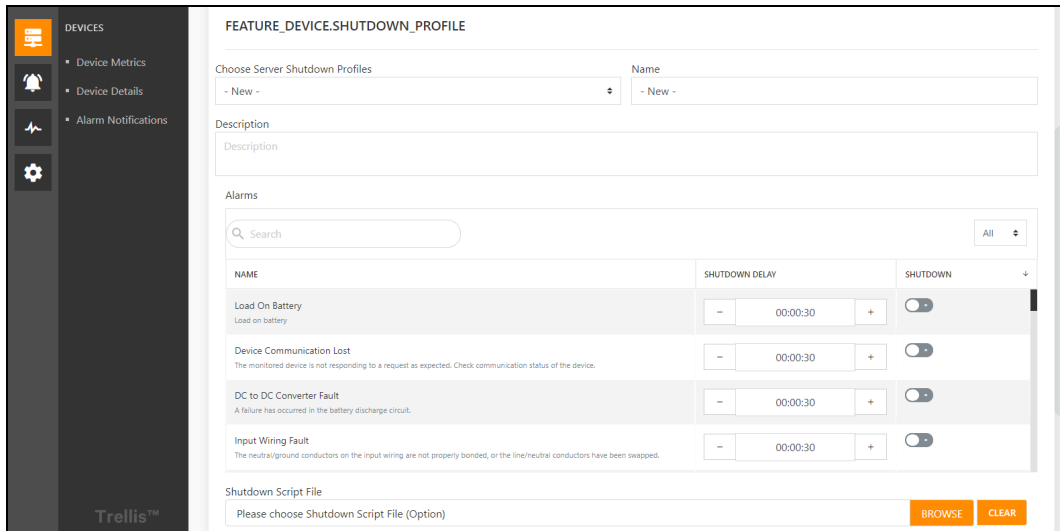 DEVICES
Device Metrics
Device Details
Alarm Notifications
Trellis™
FEATURE_DEVICE.SHUTDOWN_PROFILE
Choose Server Shutdown Profiles
- New -
Name
- New -
Description
Description
Alarms
Search
All
NAME
SHUTDOWN DELAY
SHUTDOWN
Load On Battery
Load on battery
00:00:30
Device Communication Lost
The monitored device is not responding to a request as expected. Check communication status of the device.
00:00:30
DC to DC Converter Fault
A failure has occurred in the battery discharge circuit.
00:00:30
Input Wiring Fault
The neutral/ground conductors on the input wiring are not properly bonded, or the line/neutral conductors have been swapped.
00:00:30
Shutdown Script File
Please choose Shutdown Script File (Option)
BROWSE
CLEAR